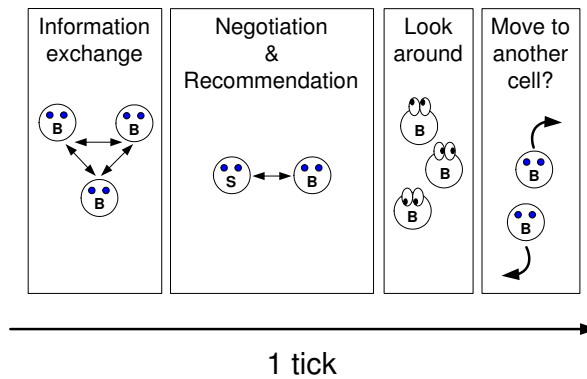 Information
exchange
B
B
B
Negotiation
&
Recommendation
S
B
Look
around
B
B
B
Move to
another
cell?
B
B
1 tick